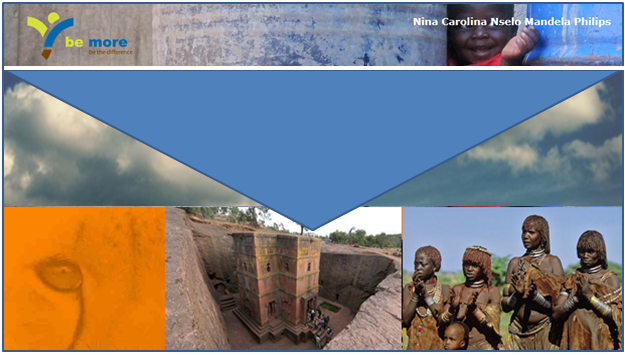 Nina Carolina Nselo Mandela Philips
be more
be the difference